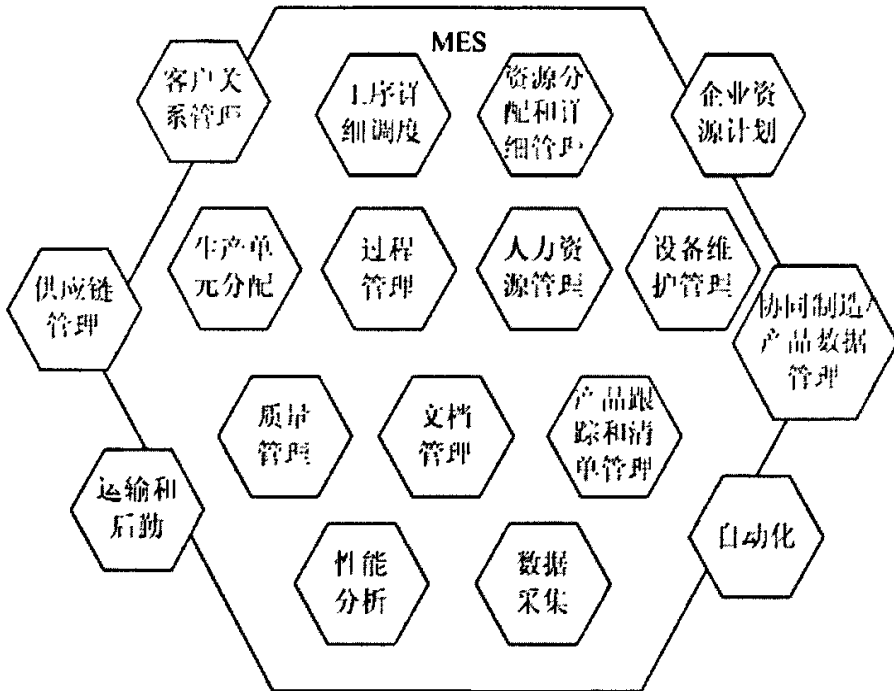 MES
客户关
系管理
工序详
细调度
资源分
配和详
细管理
企业资
源计划
生产单
元分配
过程
管理
人力资
源管理
设备维
护管理
供应链
管理
协同制造/
产品数据
管理
质量
管理
文档
管理
产品跟
踪和清
单管理
运输和
后勤
自动化
性能
分析
数据
采集